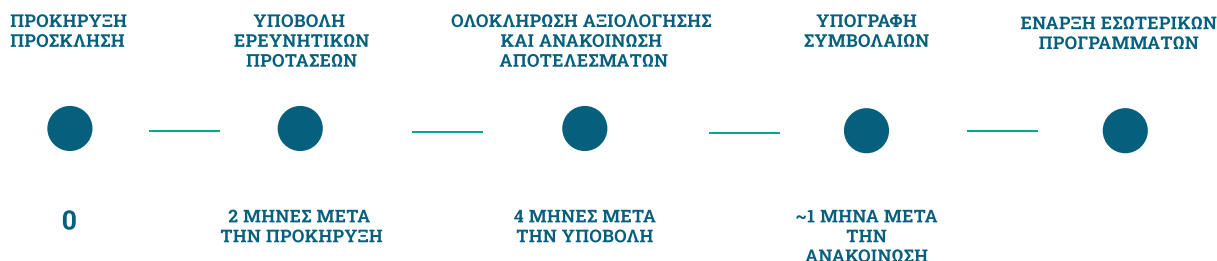 ΠΡΟΚΗΡΥΞΗ
ΠΡΟΣΚΛΗΣΗ
ΥΠΟΒΟΛΗ
ΕΡΕΥΝΗΤΙΚΩΝ
ΠΡΟΤΑΣΕΩΝ
ΟΛΟΚΛΗΡΩΣΗ ΑΞΙΟΛΟΓΗΣΗΣ
ΚΑΙ ΑΝΑΚΟΙΝΩΣΗ
ΑΠΟΤΕΛΕΣΜΑΤΩΝ
ΥΠΟΓΡΑΦΗ
ΣΥΜΒΟΛΑΙΩΝ
ΕΝΑΡΞΗ ΕΣΩΤΕΡΙΚΩΝ
ΠΡΟΓΡΑΜΜΑΤΩΝ
0
2 ΜΗΝΕΣ ΜΕΤΑ
ΤΗΝ ΠΡΟΚΗΡΥΞΗ
4 ΜΗΝΕΣ ΜΕΤΑ
ΤΗΝ ΥΠΟΒΟΛΗ
~1 ΜΗΝΑ ΜΕΤΑ
ΤΗΝ
ΑΝΑΚΟΙΝΩΣΗ